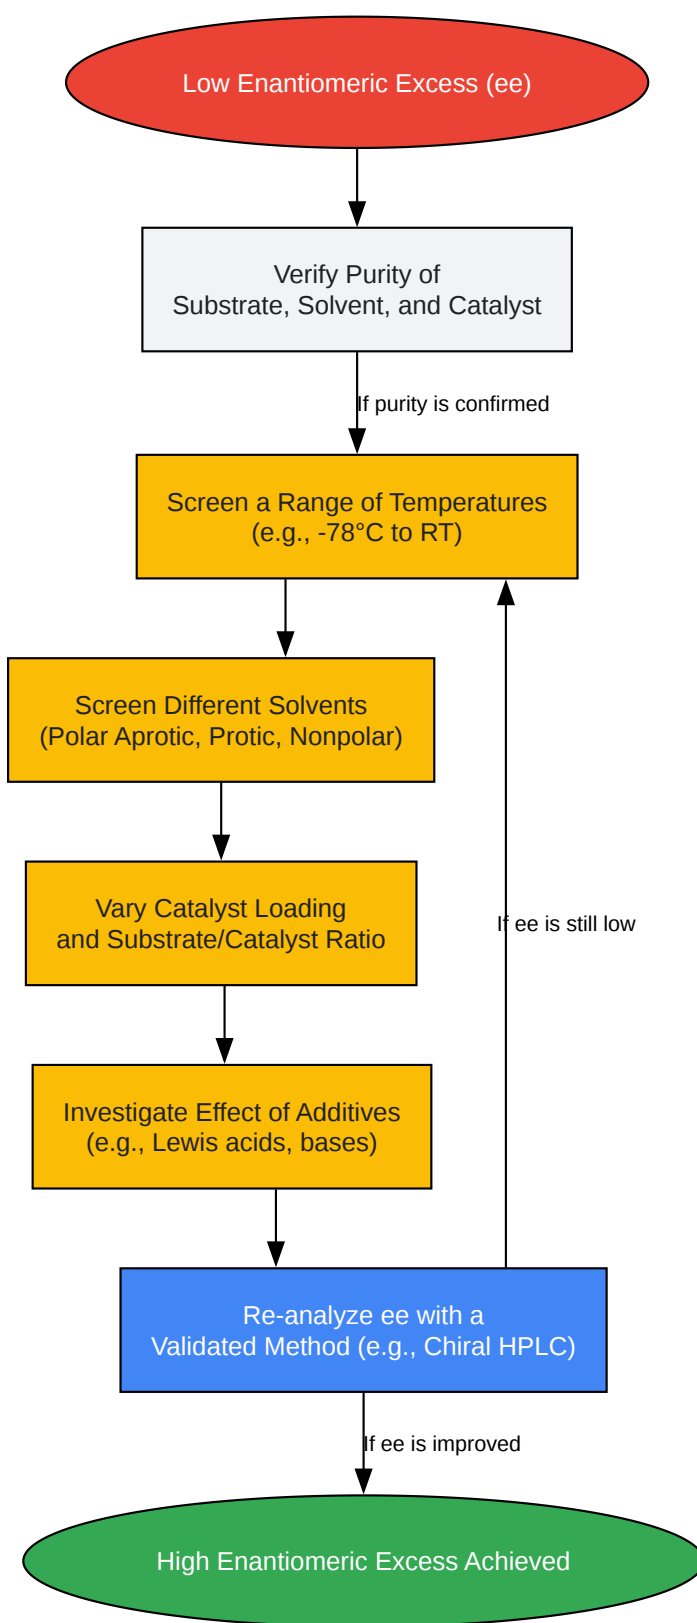 Low Enantiomeric Excess (ee)
Verify Purity of
Substrate, Solvent, and Catalyst
If purity is confirmed
Screen a Range of Temperatures
(e.g., -78°C to RT)
Screen Different Solvents
(Polar Aprotic, Protic, Nonpolar)
Vary Catalyst Loading
and Substrate/Catalyst Ratio
If ee is still low
Investigate Effect of Additives
(e.g., Lewis acids, bases)
Re-analyze ee with a
Validated Method (e.g., Chiral HPLC)
If ee is improved
High Enantiomeric Excess Achieved